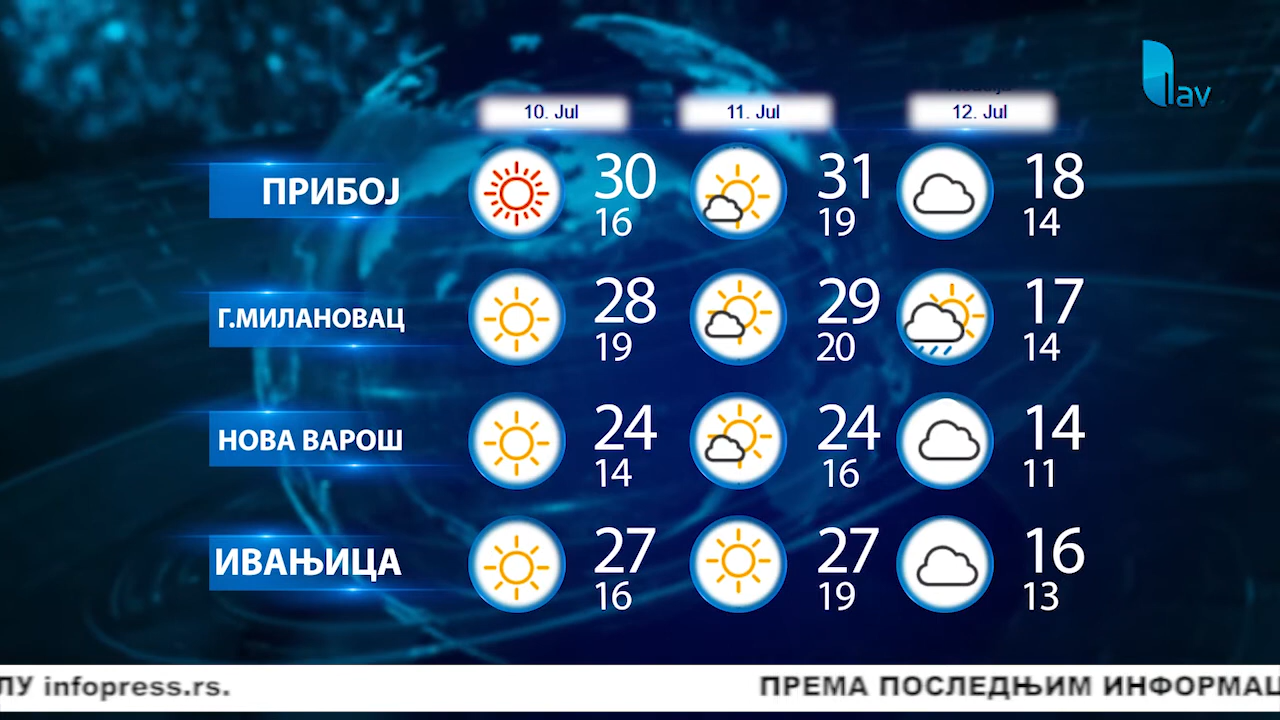 lav
10. Jul 11. Jul 12. Jul
ПРИБОЈ 30 16 31 19 18 14
Г.МИЛАНОВАЦ 28 19 29 20 17 14
НОВА ВАРОШ 24 14 24 16 14 11
ИВАЊИЦА 27 16 27 19 16 13
ЛУ infopress.rs. ПРЕМА ПОСЛЕДЊИМ ИНФОРМАЦ